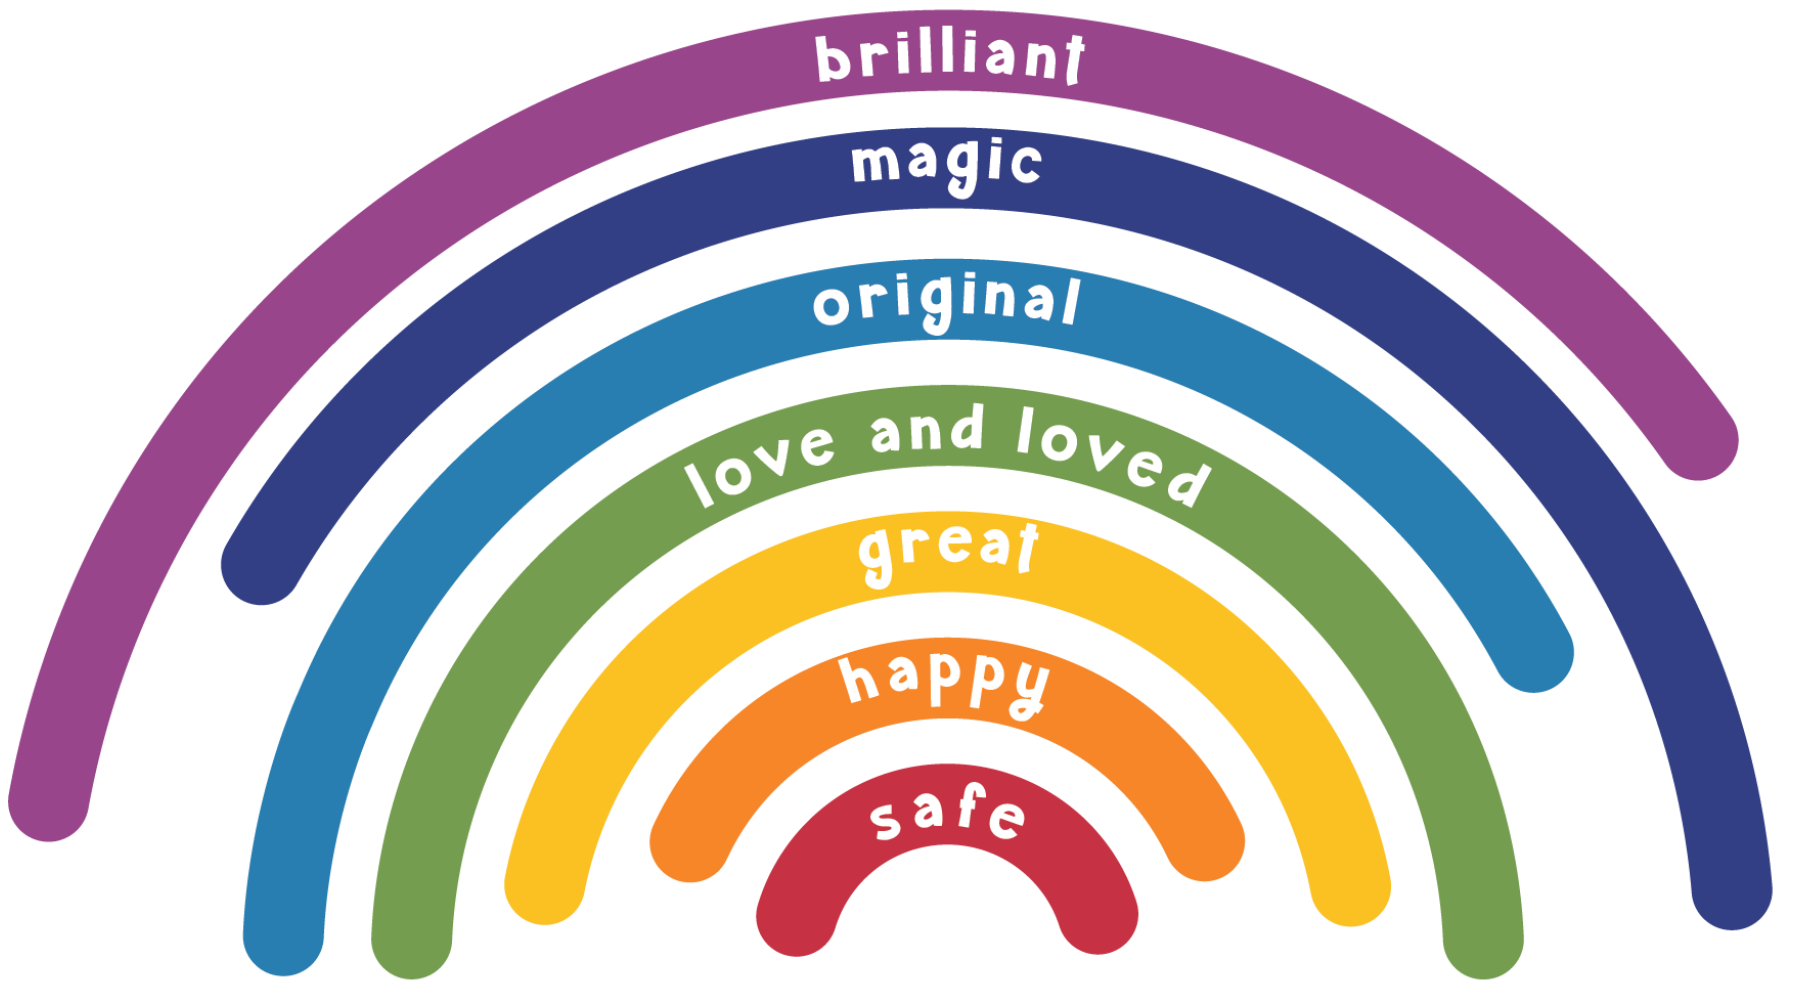 brilliant
magic
original
love and loved
great
happy
safe